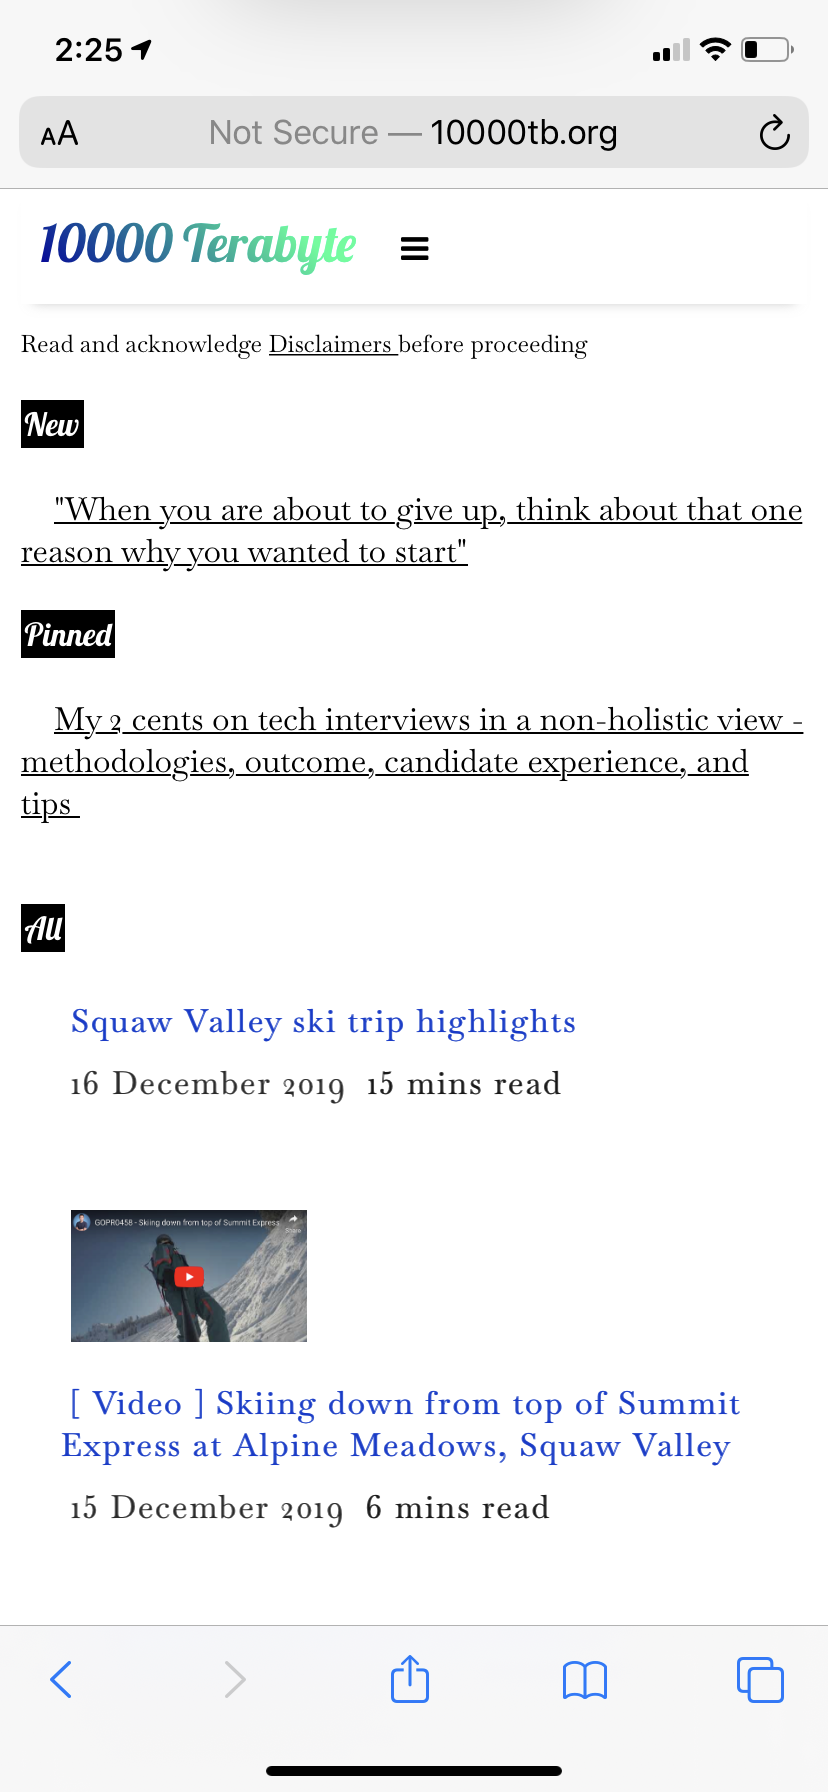 2:25
AA Not Secure — 10000tb.org
10000 Terabyte
Read and acknowledge Disclaimers before proceeding
New
"When you are about to give up, think about that one
reason why you wanted to start"
Pinned
My 2 cents on tech interviews in a non-holistic view -
methodologies, outcome, candidate experience, and
tips
All
Squaw Valley ski trip highlights
16 December 2019 15 mins read
GOPR0458 - Skiing down from top of Summit Express
Share
[ Video ] Skiing down from top of Summit
Express at Alpine Meadows, Squaw Valley
15 December 2019 6 mins read